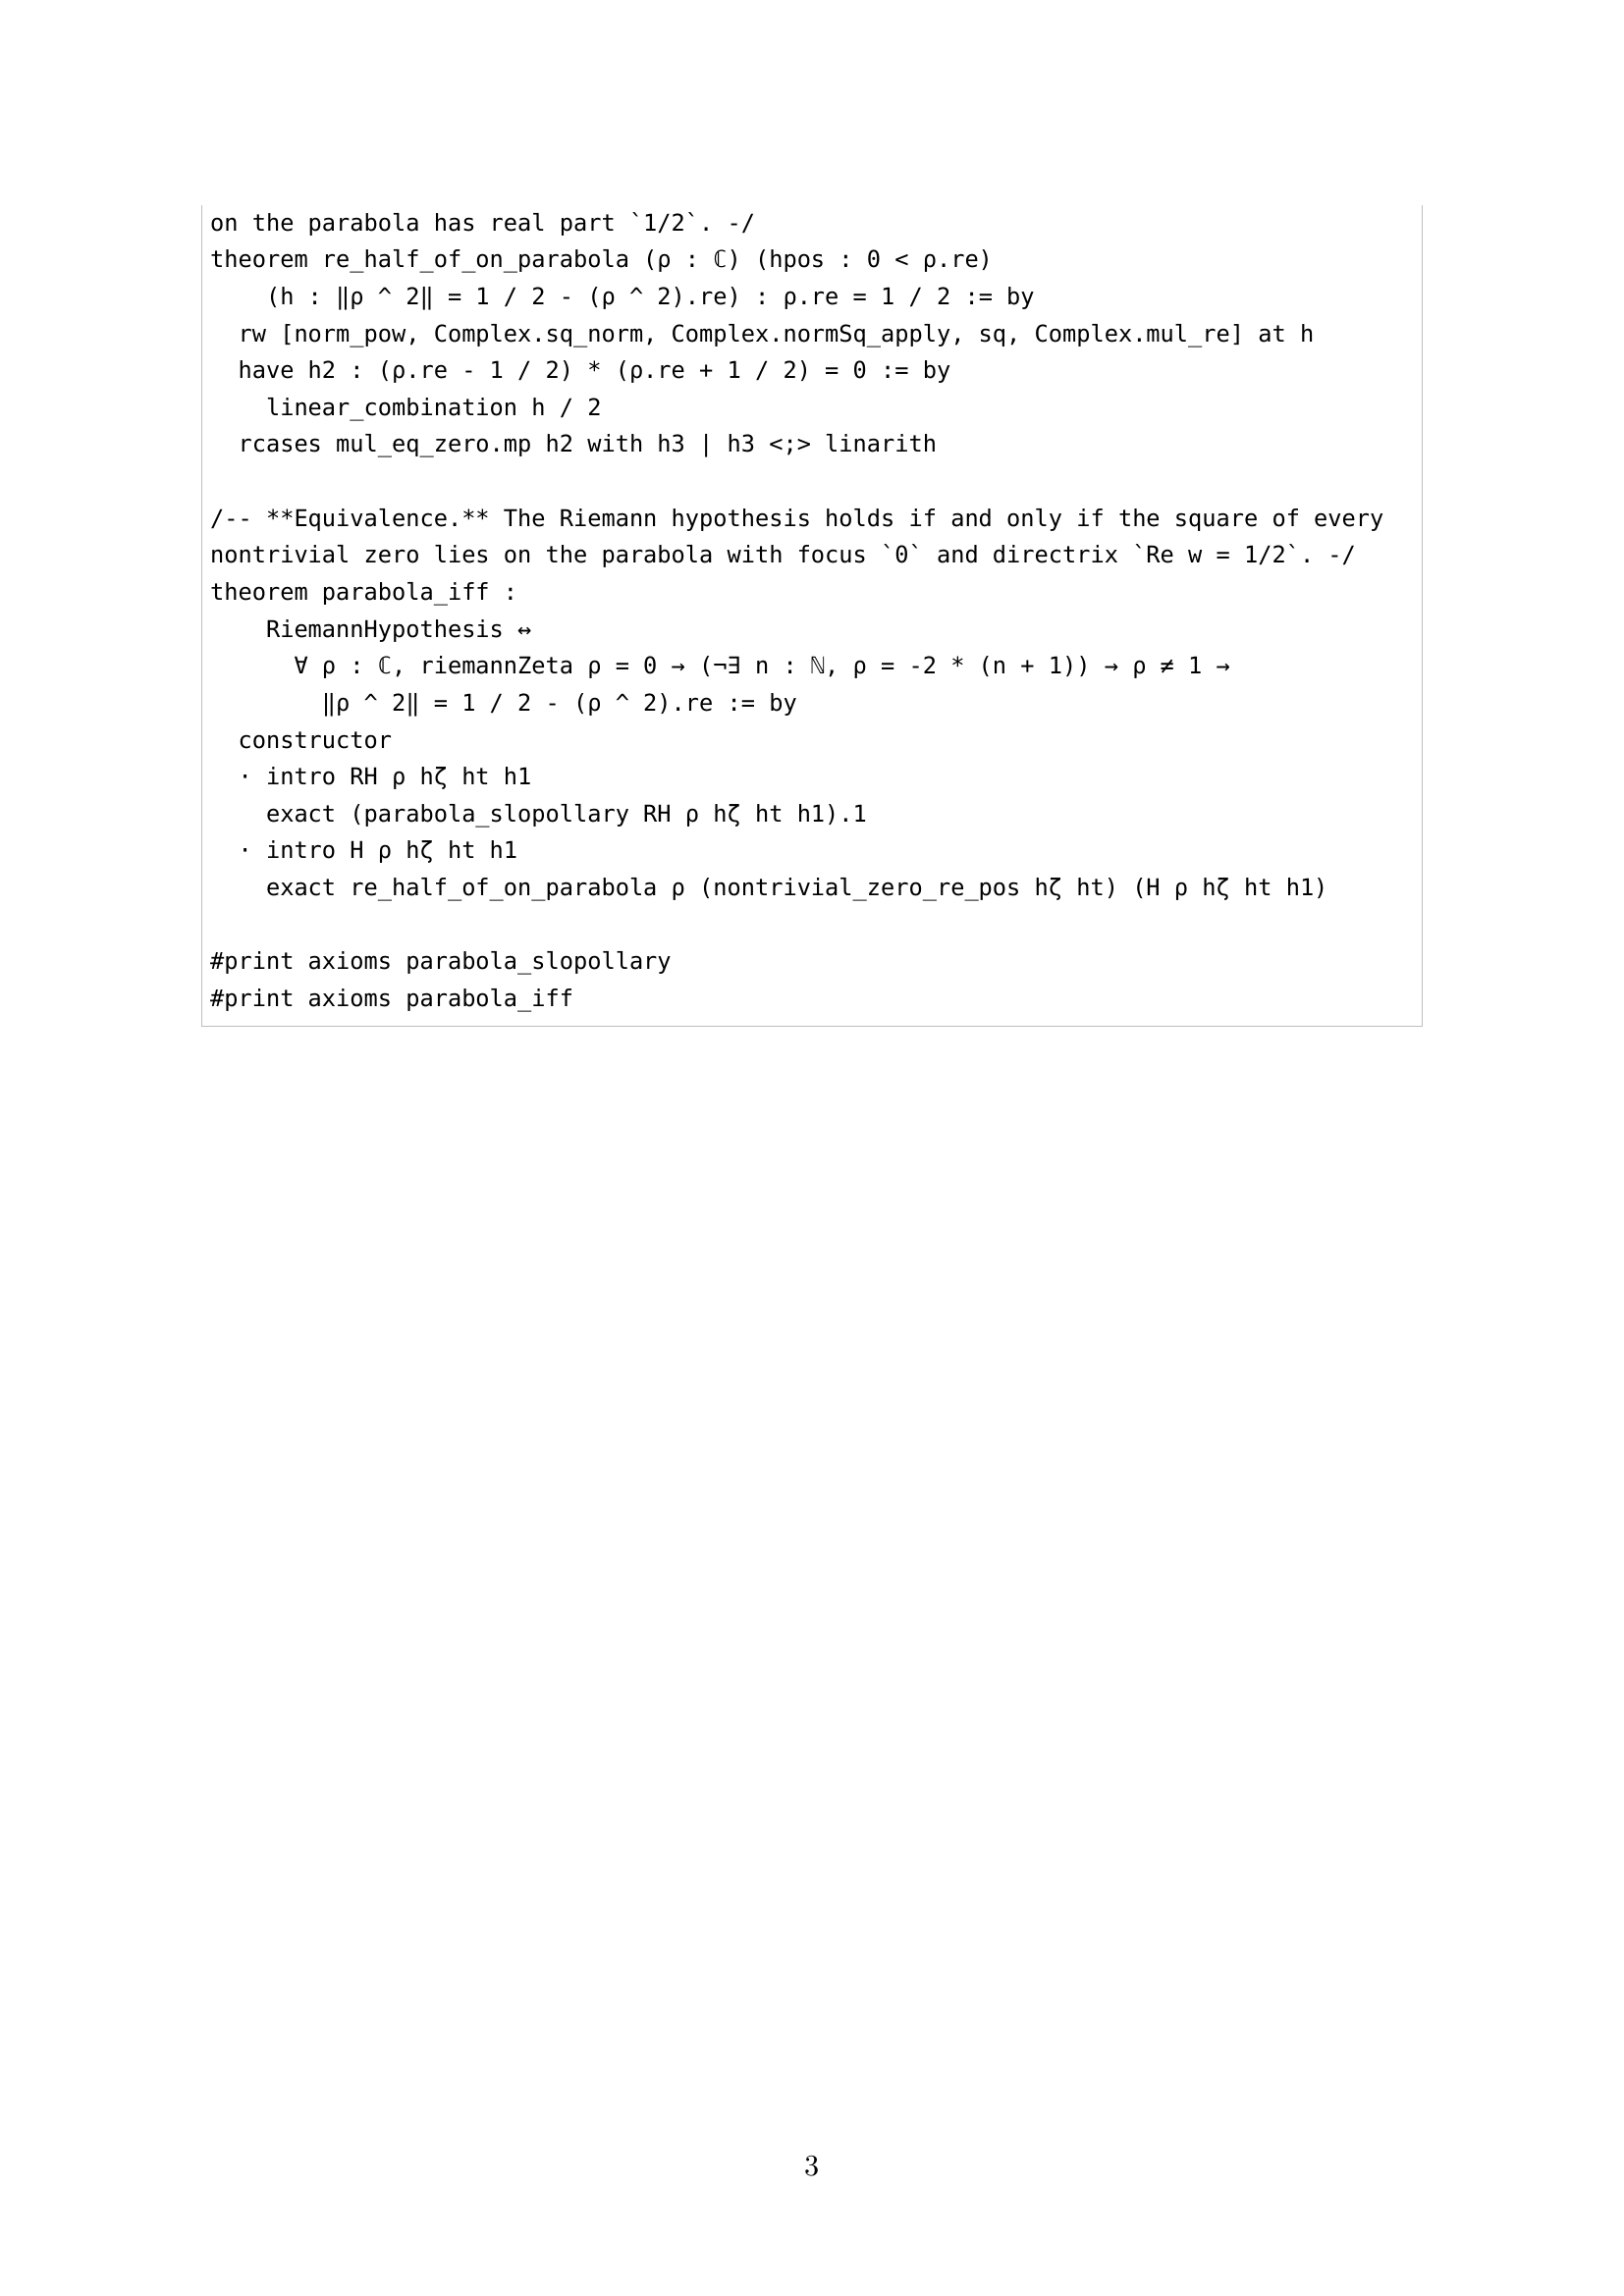 on the parabola has real part `1/2`. -/
theorem re_half_of_on_parabola (ρ : ℂ) (hpos : 0 < ρ.re)
    (h : ‖ρ ^ 2‖ = 1 / 2 - (ρ ^ 2).re) : ρ.re = 1 / 2 := by
  rw [norm_pow, Complex.sq_norm, Complex.normSq_apply, sq, Complex.mul_re] at h
  have h2 : (ρ.re - 1 / 2) * (ρ.re + 1 / 2) = 0 := by
    linear_combination h / 2
  rcases mul_eq_zero.mp h2 with h3 | h3 <;> linarith

/-- **Equivalence.** The Riemann hypothesis holds if and only if the square of every
nontrivial zero lies on the parabola with focus `0` and directrix `Re w = 1/2`. -/
theorem parabola_iff :
    RiemannHypothesis ↔
      ∀ ρ : ℂ, riemannZeta ρ = 0 → (¬∃ n : ℕ, ρ = -2 * (n + 1)) → ρ ≠ 1 →
        ‖ρ ^ 2‖ = 1 / 2 - (ρ ^ 2).re := by
  constructor
  · intro RH ρ hζ ht h1
    exact (parabola_slopollary RH ρ hζ ht h1).1
  · intro H ρ hζ ht h1
    exact re_half_of_on_parabola ρ (nontrivial_zero_re_pos hζ ht) (H ρ hζ ht h1)

#print axioms parabola_slopollary
#print axioms parabola_iff
3